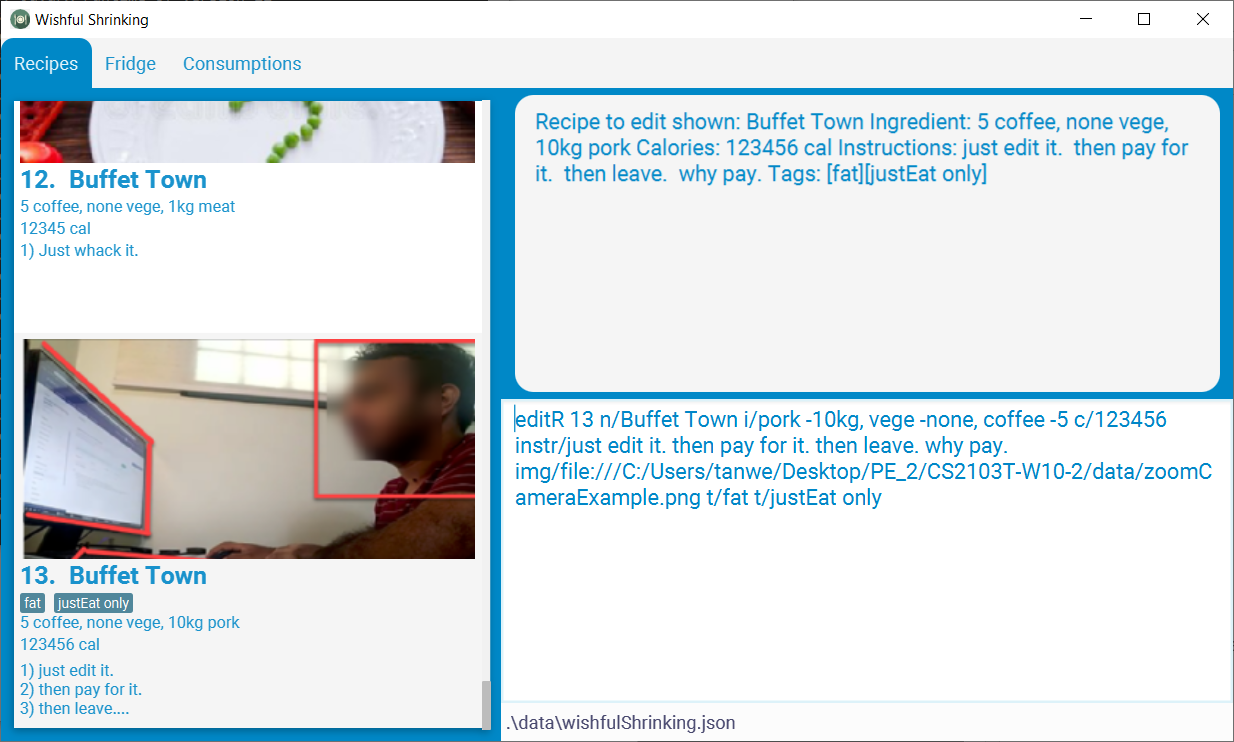 Wishful Shrinking
Recipes
Fridge
Consumptions
12. Buffet Town
5 coffee, none vege, 1kg meat
12345 cal
1) Just whack it.
13. Buffet Town
fat
justEat only
5 coffee, none vege, 10kg pork
123456 cal
1) just edit it.
2) then pay for it.
3) then leave....
Recipe to edit shown: Buffet Town Ingredient: 5 coffee, none vege,
10kg pork Calories: 123456 cal Instructions: just edit it.  then pay for
it.  then leave.  why pay. Tags: [fat][justEat only]
editR 13 n/Buffet Town i/pork -10kg, vege -none, coffee -5 c/123456
instr/just edit it. then pay for it. then leave. why pay.
img/file:///C:/Users/tanwe/Desktop/PE_2/CS2103T-W10-2/data/zoomC
ameraExample.png t/fat t/justEat only
.\data\wishfulShrinking.json